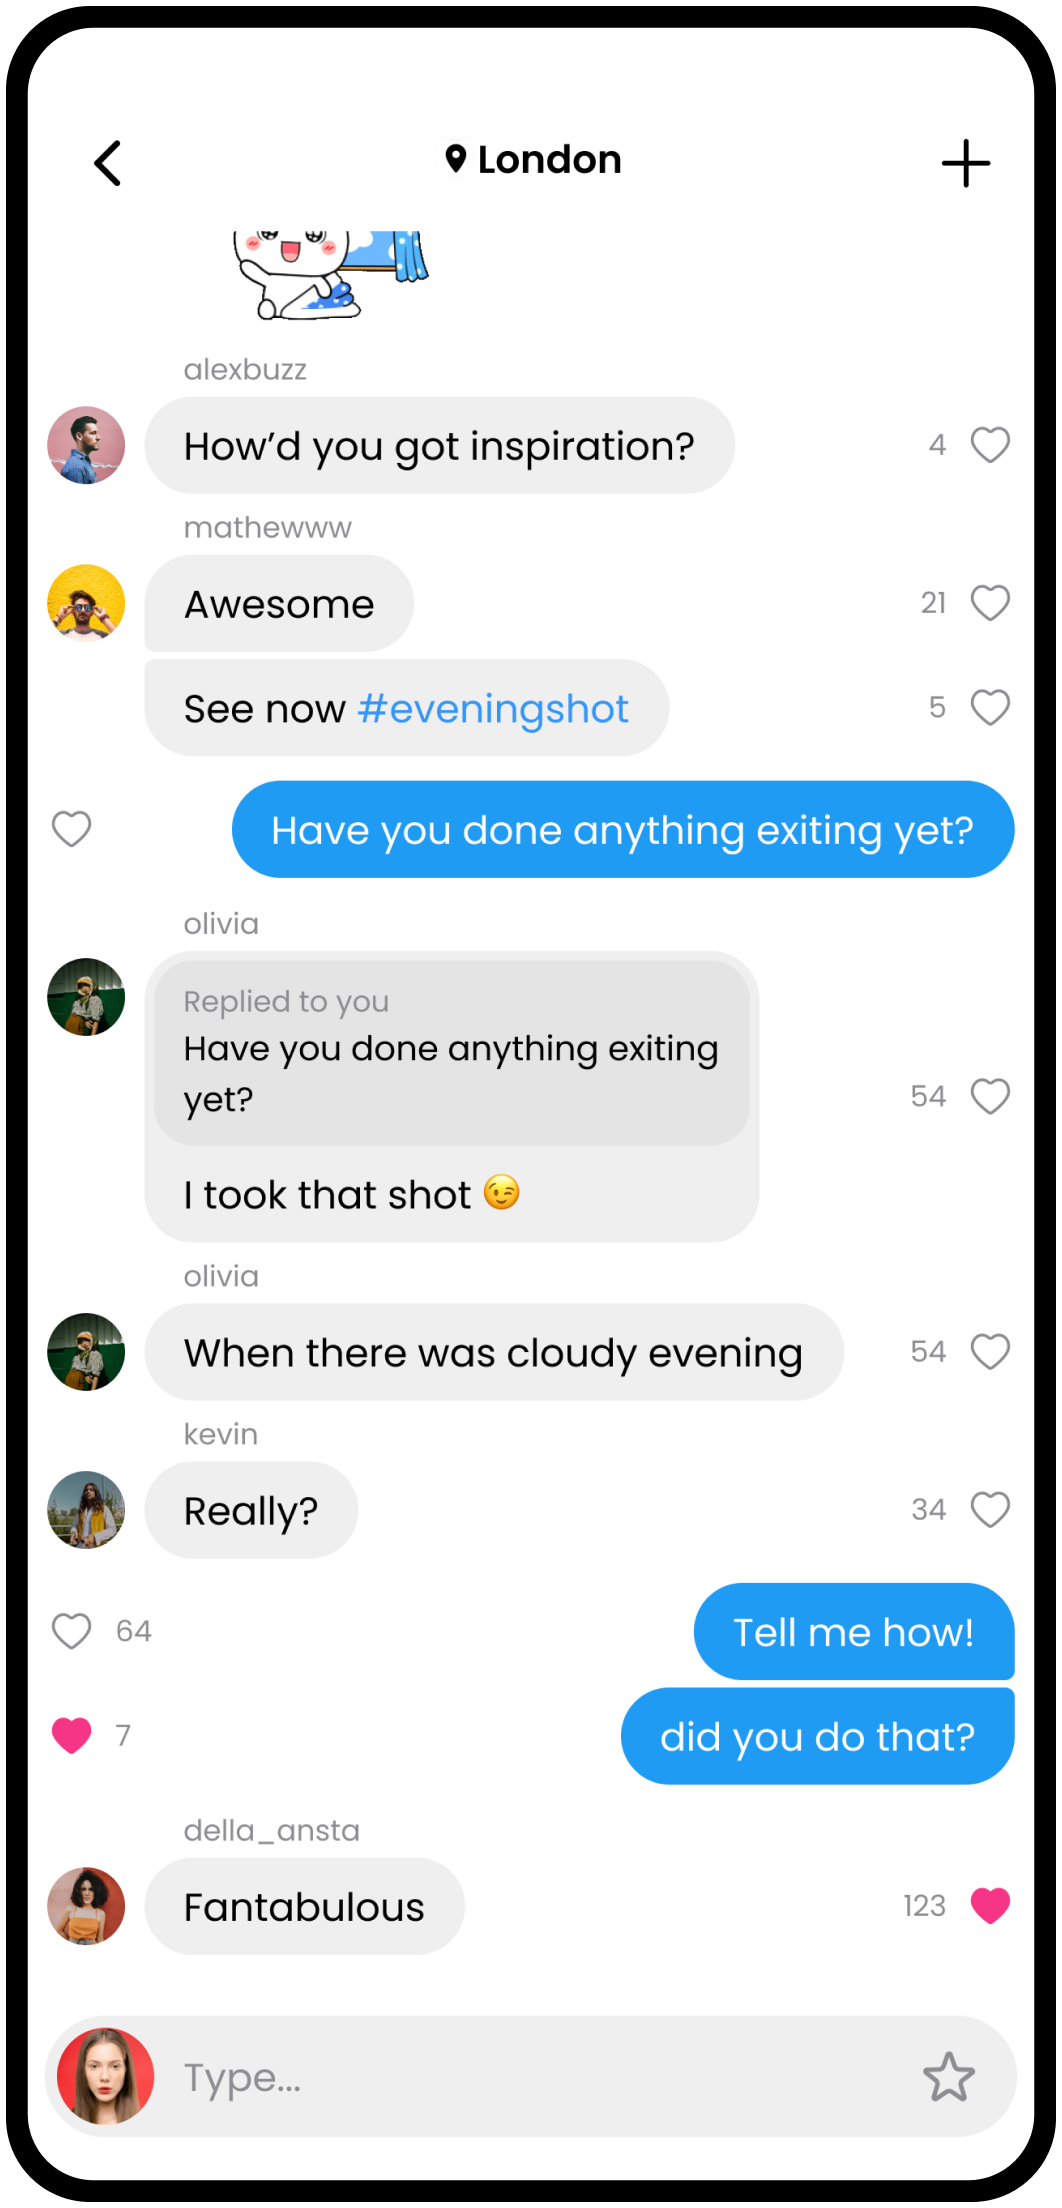 London
alexbuzz
How’d you got inspiration?
4
mathewww
Awesome
21
See now #eveningshot
5
Have you done anything exiting yet?
olivia
Replied to you
Have you done anything exiting
yet?
54
I took that shot 😉
olivia
When there was cloudy evening
54
kevin
Really?
34
64
Tell me how!
7
did you do that?
della_ansta
Fantabulous
123
Type...